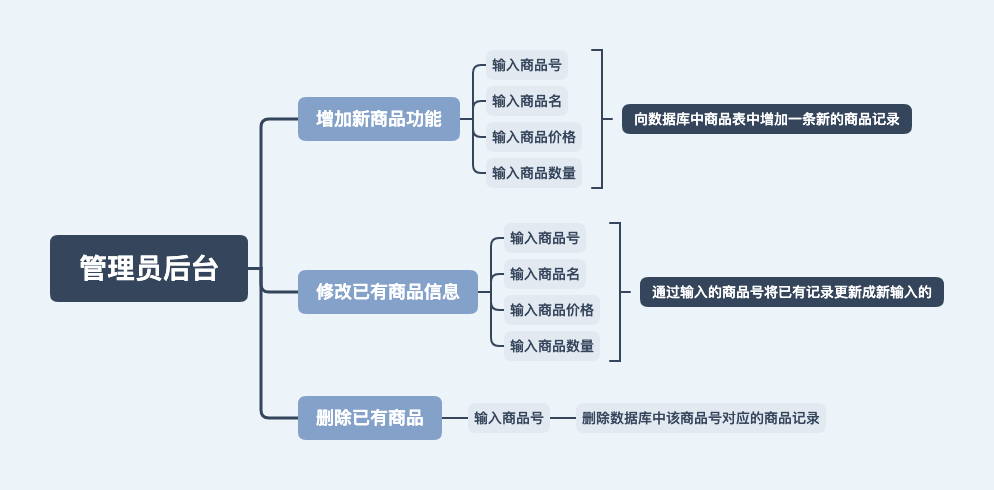 管理员后台
增加新商品功能
输入商品号
输入商品名
输入商品价格
输入商品数量
向数据库中商品表中增加一条新的商品记录
修改已有商品信息
输入商品号
输入商品名
输入商品价格
输入商品数量
通过输入的商品号将已有记录更新成新输入的
删除已有商品
输入商品号
删除数据库中该商品号对应的商品记录